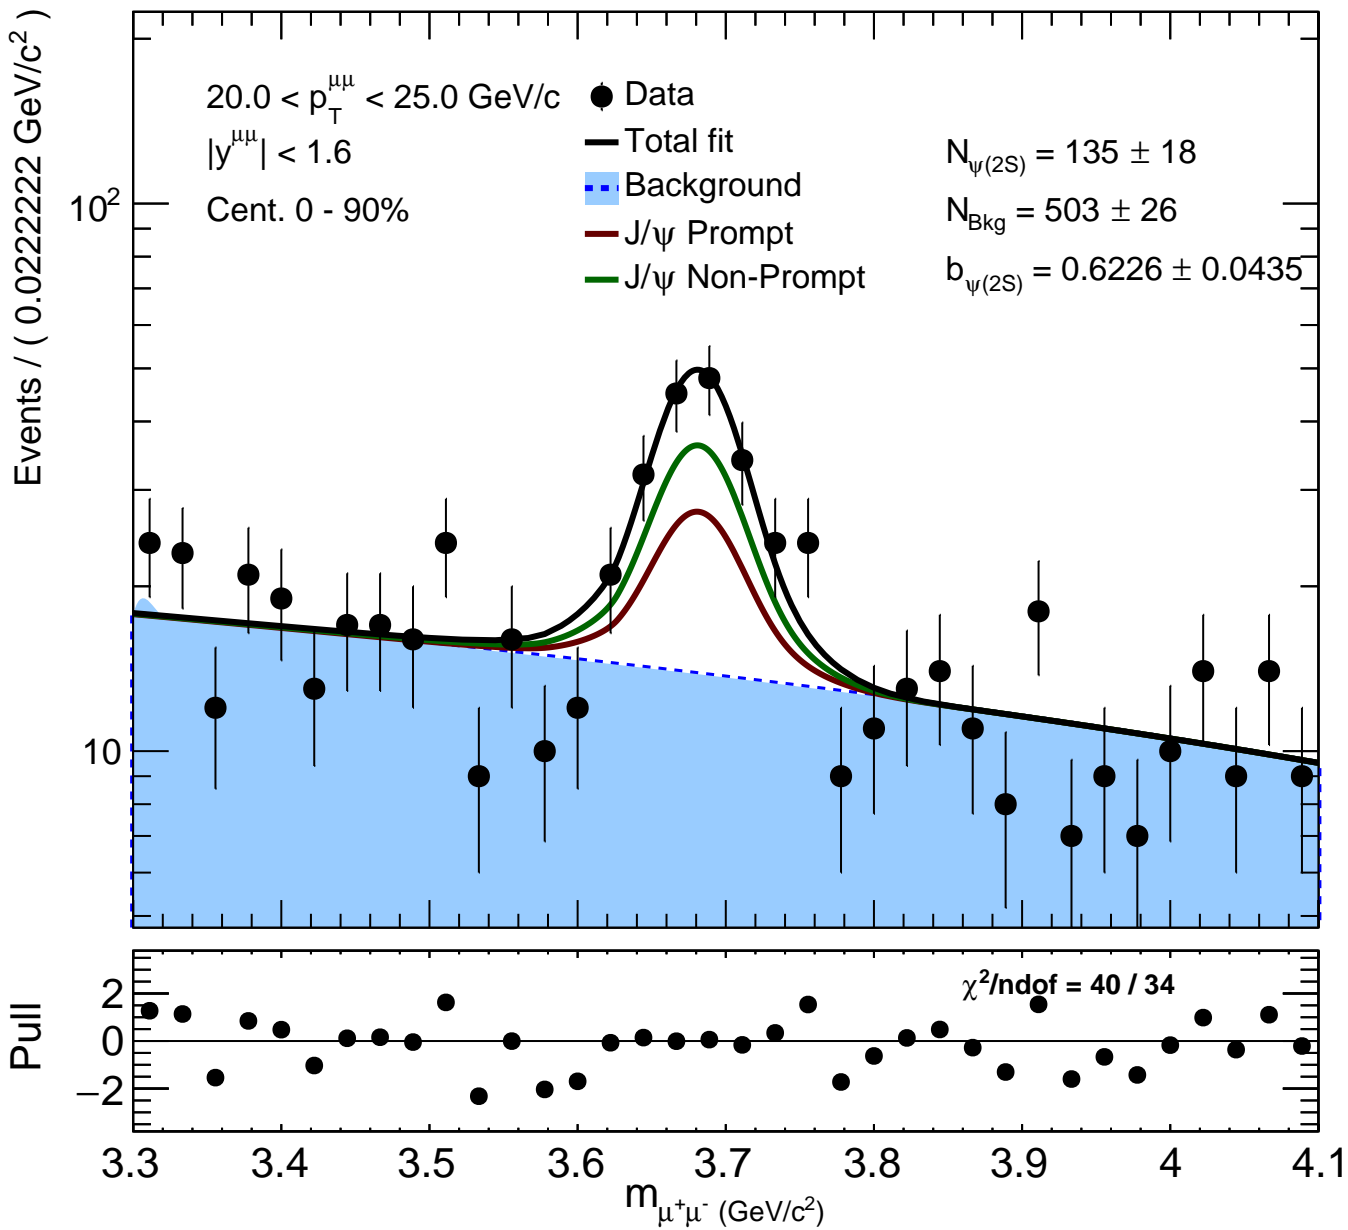 Events / ( 0.0222222 GeV/c² )
20.0 < p_T^μμ < 25.0 GeV/c
|y^μμ| < 1.6
Cent. 0 - 90%
Data
Total fit
Background
J/ψ Prompt
J/ψ Non-Prompt
N_ψ(2S) = 135 ± 18
N_Bkg = 503 ± 26
b_ψ(2S) = 0.6226 ± 0.0435
10²
10
Pull
2
0
−2
χ²/ndof = 40 / 34
3.3 3.4 3.5 3.6 3.7 3.8 3.9 4 4.1
m_μ⁺μ⁻ (GeV/c²)